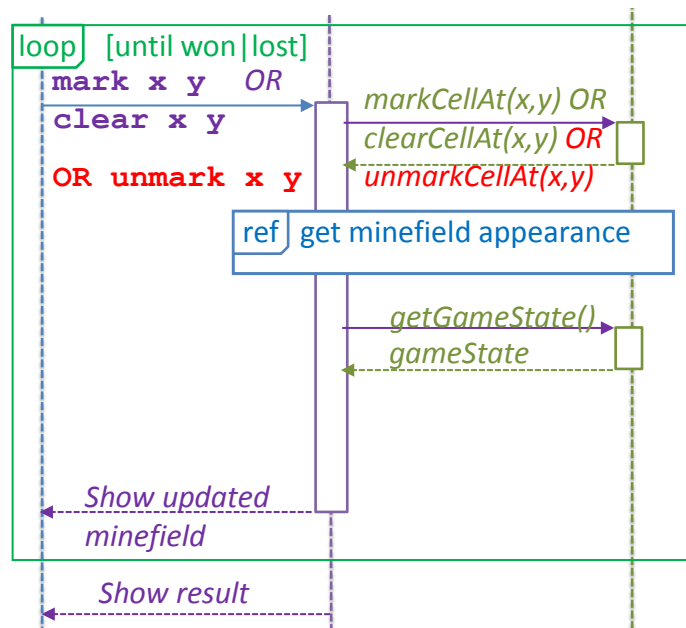 loop [until won|lost]
mark x y OR
clear x y
OR unmark x y
markCellAt(x,y) OR
clearCellAt(x,y) OR
unmarkCellAt(x,y)
ref get minefield appearance
getGameState()
gameState
Show updated
minefield
Show result